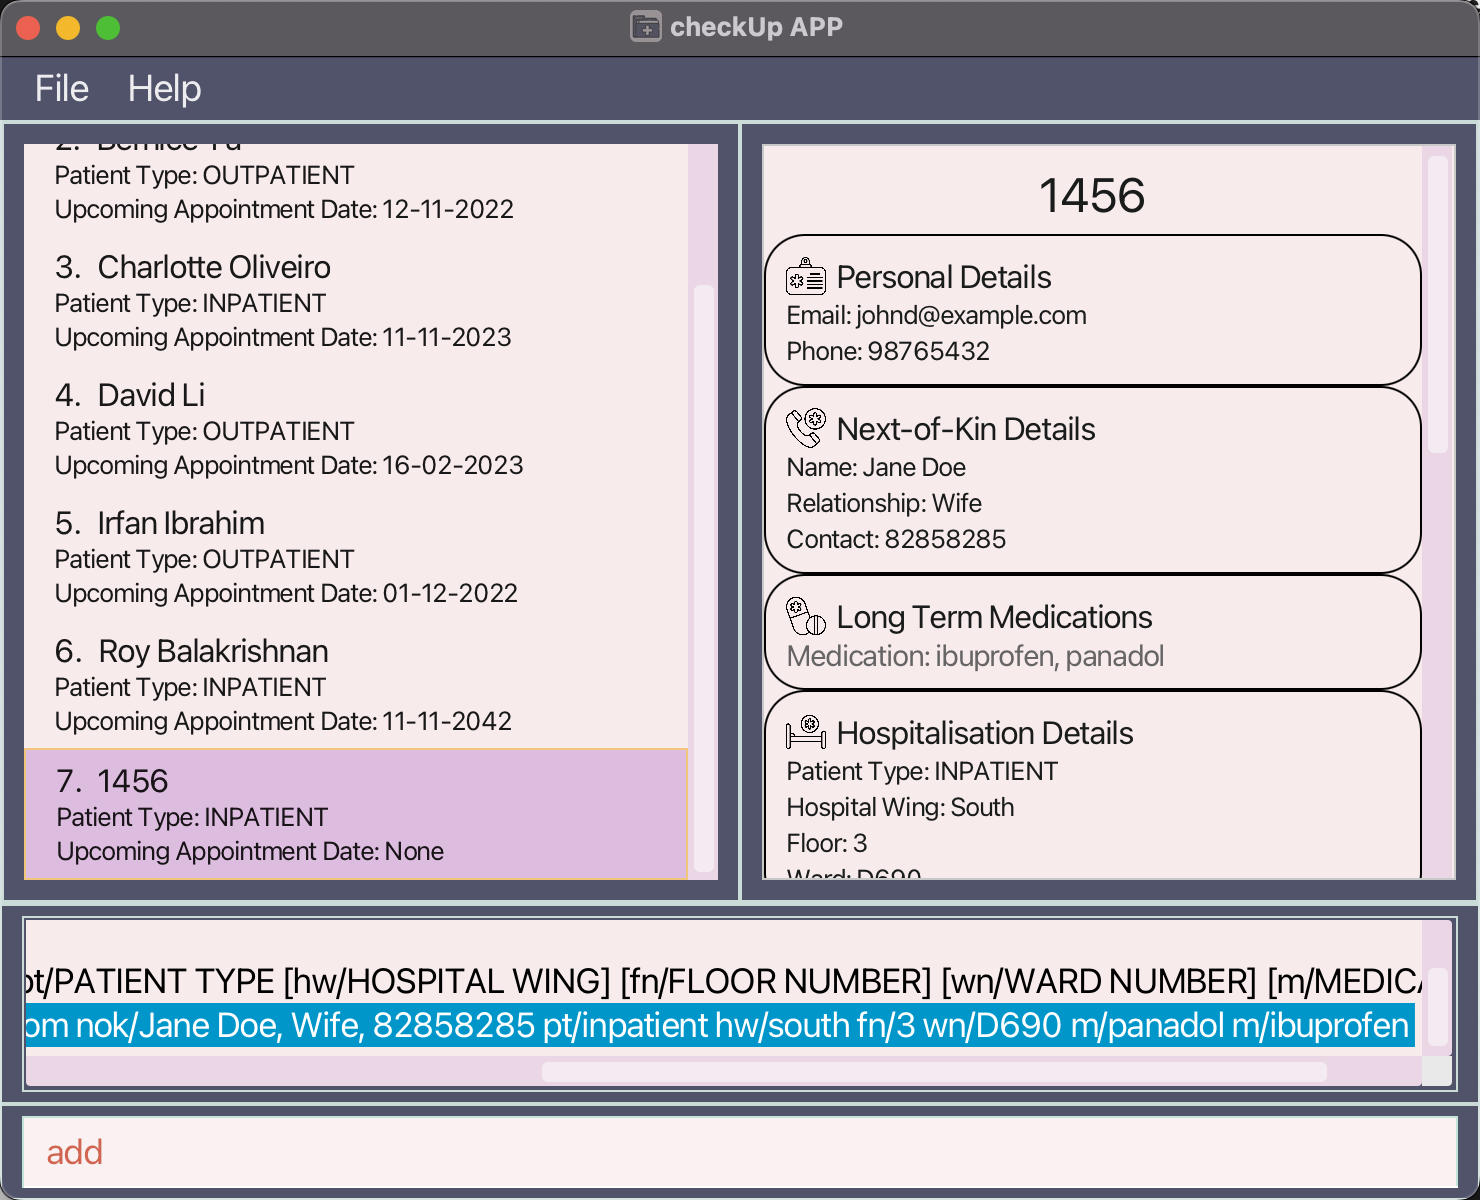 checkUp APP
File Help
2. Bernice Yu
Patient Type: OUTPATIENT
Upcoming Appointment Date: 12-11-2022
3. Charlotte Oliveiro
Patient Type: INPATIENT
Upcoming Appointment Date: 11-11-2023
4. David Li
Patient Type: OUTPATIENT
Upcoming Appointment Date: 16-02-2023
5. Irfan Ibrahim
Patient Type: OUTPATIENT
Upcoming Appointment Date: 01-12-2022
6. Roy Balakrishnan
Patient Type: INPATIENT
Upcoming Appointment Date: 11-11-2042
7. 1456
Patient Type: INPATIENT
Upcoming Appointment Date: None
1456
Personal Details
Email: johnd@example.com
Phone: 98765432
Next-of-Kin Details
Name: Jane Doe
Relationship: Wife
Contact: 82858285
Long Term Medications
Medication: ibuprofen, panadol
Hospitalisation Details
Patient Type: INPATIENT
Hospital Wing: South
Floor: 3
Ward: D690
pt/PATIENT TYPE [hw/HOSPITAL WING] [fn/FLOOR NUMBER] [wn/WARD NUMBER] [m/MEDICA
om nok/Jane Doe, Wife, 82858285 pt/inpatient hw/south fn/3 wn/D690 m/panadol m/ibuprofen
add